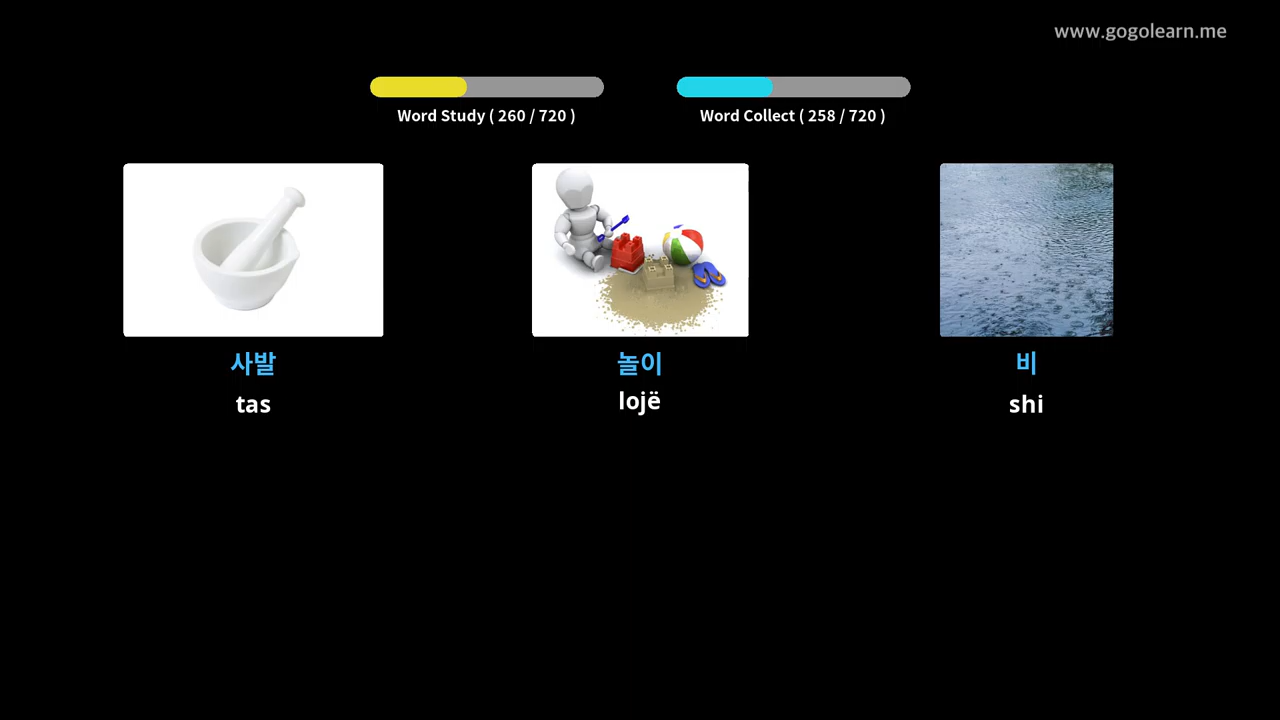 www.gogolearn.me
Word Study ( 260 / 720 )
Word Collect ( 258 / 720 )
사발
놀이
비
tas
lojë
shi